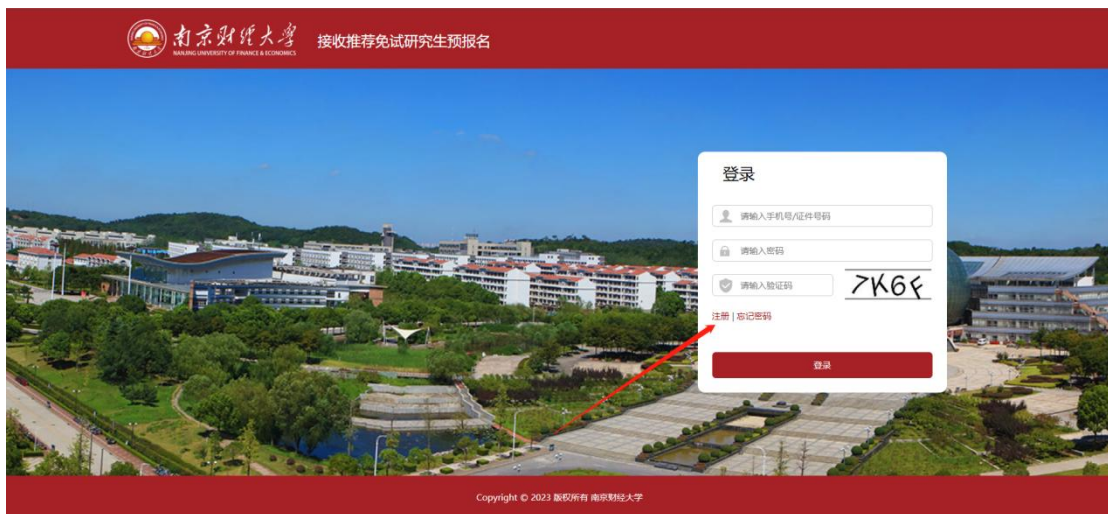 南京财经大学 接收推荐免试研究生预报名
NANJING UNIVERSITY OF FINANCE & ECONOMICS
登录
请输入手机号/证件号码
请输入密码
请输入验证码 7K6F
注册 | 忘记密码
登录
Copyright © 2023 版权所有 南京财经大学